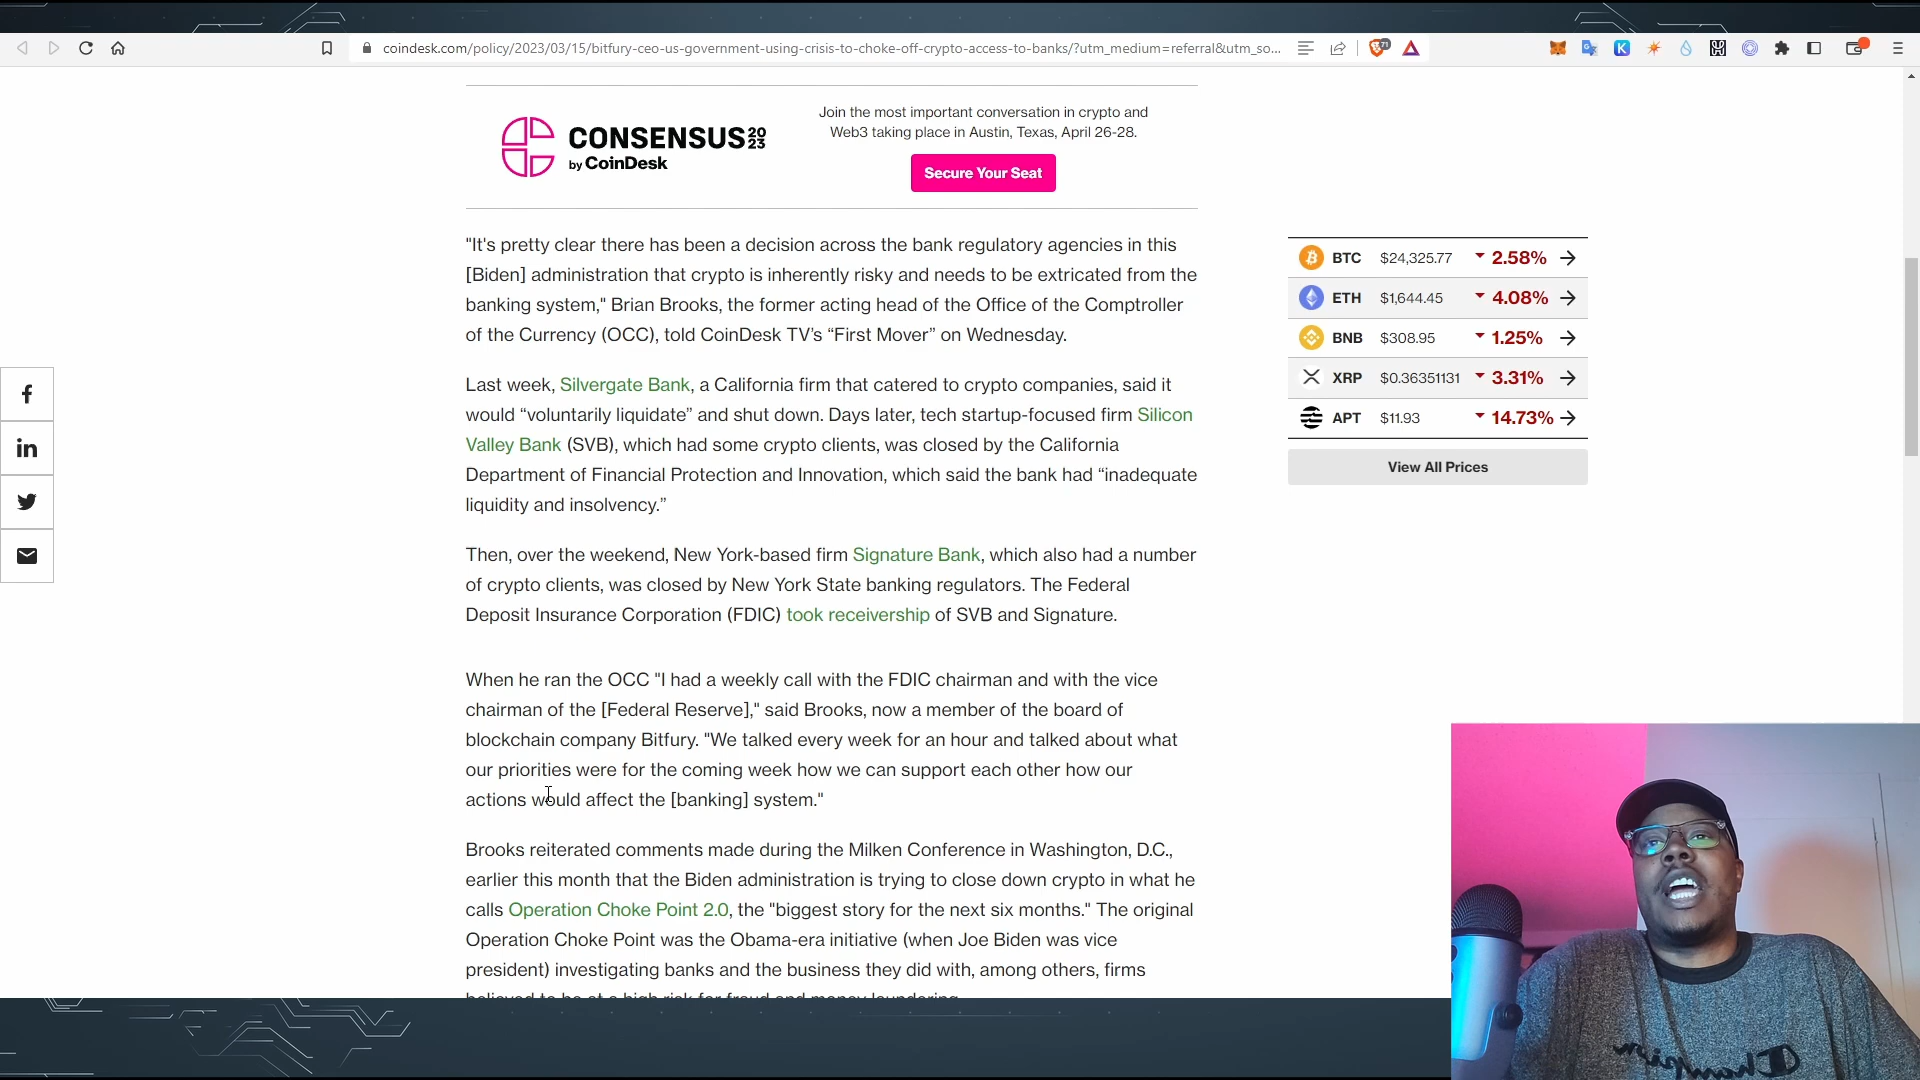 coindesk.com/policy/2023/03/15/bitfury-ceo-us-government-using-crisis-to-choke-off-crypto-access-to-banks/?utm_medium=referral&utm_so...
71
CONSENSUS 20 23
by CoinDesk
Join the most important conversation in crypto and
Web3 taking place in Austin, Texas, April 26-28.
Secure Your Seat
"It's pretty clear there has been a decision across the bank regulatory agencies in this
[Biden] administration that crypto is inherently risky and needs to be extricated from the
banking system," Brian Brooks, the former acting head of the Office of the Comptroller
of the Currency (OCC), told CoinDesk TV’s “First Mover” on Wednesday.
Last week, Silvergate Bank, a California firm that catered to crypto companies, said it
would “voluntarily liquidate” and shut down. Days later, tech startup-focused firm Silicon
Valley Bank (SVB), which had some crypto clients, was closed by the California
Department of Financial Protection and Innovation, which said the bank had “inadequate
liquidity and insolvency.”
Then, over the weekend, New York-based firm Signature Bank, which also had a number
of crypto clients, was closed by New York State banking regulators. The Federal
Deposit Insurance Corporation (FDIC) took receivership of SVB and Signature.
When he ran the OCC "I had a weekly call with the FDIC chairman and with the vice
chairman of the [Federal Reserve]," said Brooks, now a member of the board of
blockchain company Bitfury. "We talked every week for an hour and talked about what
our priorities were for the coming week how we can support each other how our
actions would affect the [banking] system."
Brooks reiterated comments made during the Milken Conference in Washington, D.C.,
earlier this month that the Biden administration is trying to close down crypto in what he
calls Operation Choke Point 2.0, the "biggest story for the next six months." The original
Operation Choke Point was the Obama-era initiative (when Joe Biden was vice
president) investigating banks and the business they did with, among others, firms
believed to be at a high risk for fraud and money laundering.
BTC $24,325.77 2.58%
ETH $1,644.45 4.08%
BNB $308.95 1.25%
XRP $0.36351131 3.31%
APT $11.93 14.73%
View All Prices
Champion